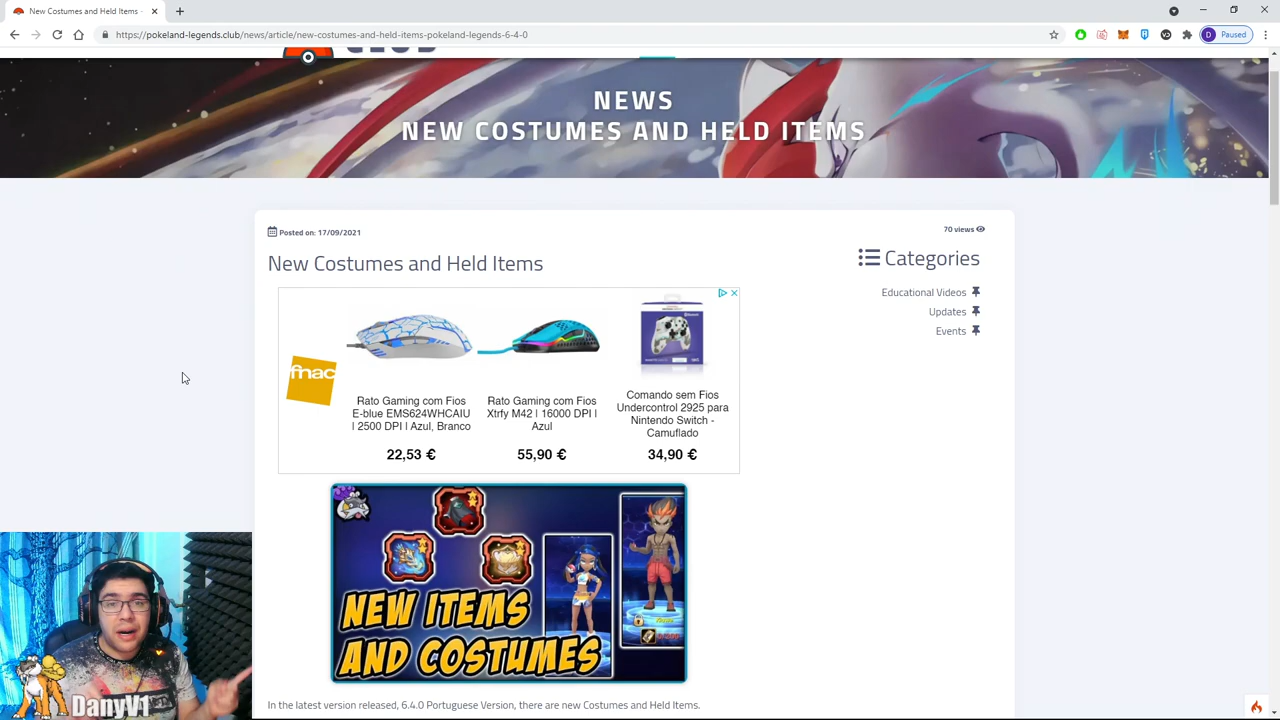 New Costumes and Held Items -
https://pokeland-legends.club/news/article/new-costumes-and-held-items-pokeland-legends-6-4-0
D Paused
NEWS
NEW COSTUMES AND HELD ITEMS
Posted on: 17/09/2021
70 views
New Costumes and Held Items
Categories
Educational Videos
Updates
Events
fnac
Rato Gaming com Fios
E-blue EMS624WHCAIU
| 2500 DPI | Azul, Branco
22,53 €
Rato Gaming com Fios
Xtrfy M42 | 16000 DPI |
Azul
55,90 €
Comando sem Fios
Undercontrol 2925 para
Nintendo Switch -
Camuflado
34,90 €
NEW ITEMS
AND COSTUMES
In the latest version released, 6.4.0 Portuguese Version, there are new Costumes and Held Items.
DanyV1